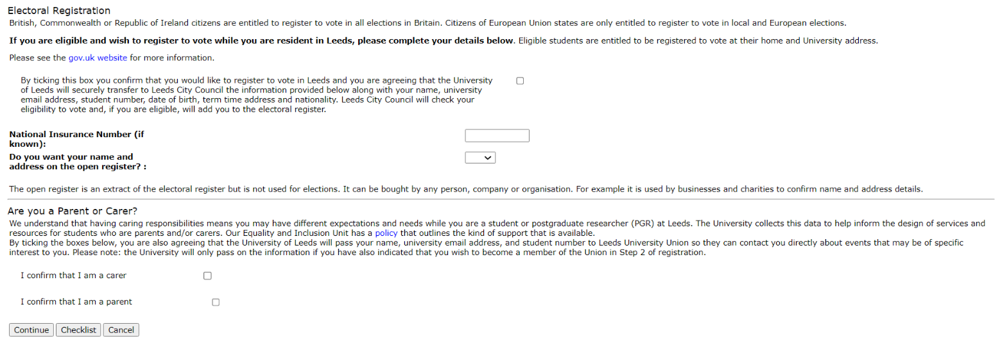 Electoral Registration
British, Commonwealth or Republic of Ireland citizens are entitled to register to vote in all elections in Britain. Citizens of European Union states are only entitled to register to vote in local and European elections.
If you are eligible and wish to register to vote while you are resident in Leeds, please complete your details below. Eligible students are entitled to be registered to vote at their home and University address.
Please see the gov.uk website for more information.
By ticking this box you confirm that you would like to register to vote in Leeds and you are agreeing that the University
of Leeds will securely transfer to Leeds City Council the information provided below along with your name, university
email address, student number, date of birth, term time address and nationality. Leeds City Council will check your
eligibility to vote and, if you are eligible, will add you to the electoral register.
National Insurance Number (if
known):
Do you want your name and
address on the open register? :
The open register is an extract of the electoral register but is not used for elections. It can be bought by any person, company or organisation. For example it is used by businesses and charities to confirm name and address details.
Are you a Parent or Carer?
We understand that having caring responsibilities means you may have different expectations and needs while you are a student or postgraduate researcher (PGR) at Leeds. The University collects this data to help inform the design of services and
resources for students who are parents and/or carers. Our Equality and Inclusion Unit has a policy that outlines the kind of support that is available.
By ticking the boxes below, you are also agreeing that the University of Leeds will pass your name, university email address, and student number to Leeds University Union so they can contact you directly about events that may be of specific
interest to you. Please note: the University will only pass on the information if you have also indicated that you wish to become a member of the Union in Step 2 of registration.
I confirm that I am a carer
I confirm that I am a parent
Continue Checklist Cancel